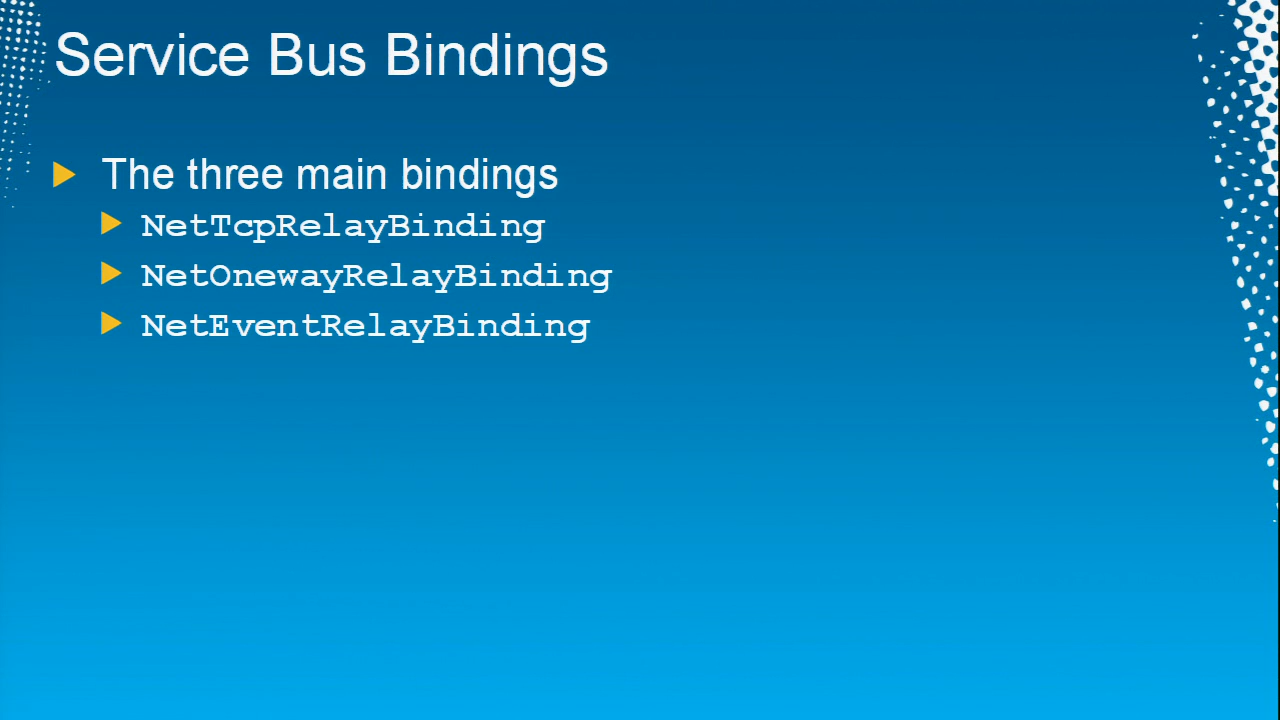 Service Bus Bindings
The three main bindings
NetTcpRelayBinding
NetOnewayRelayBinding
NetEventRelayBinding